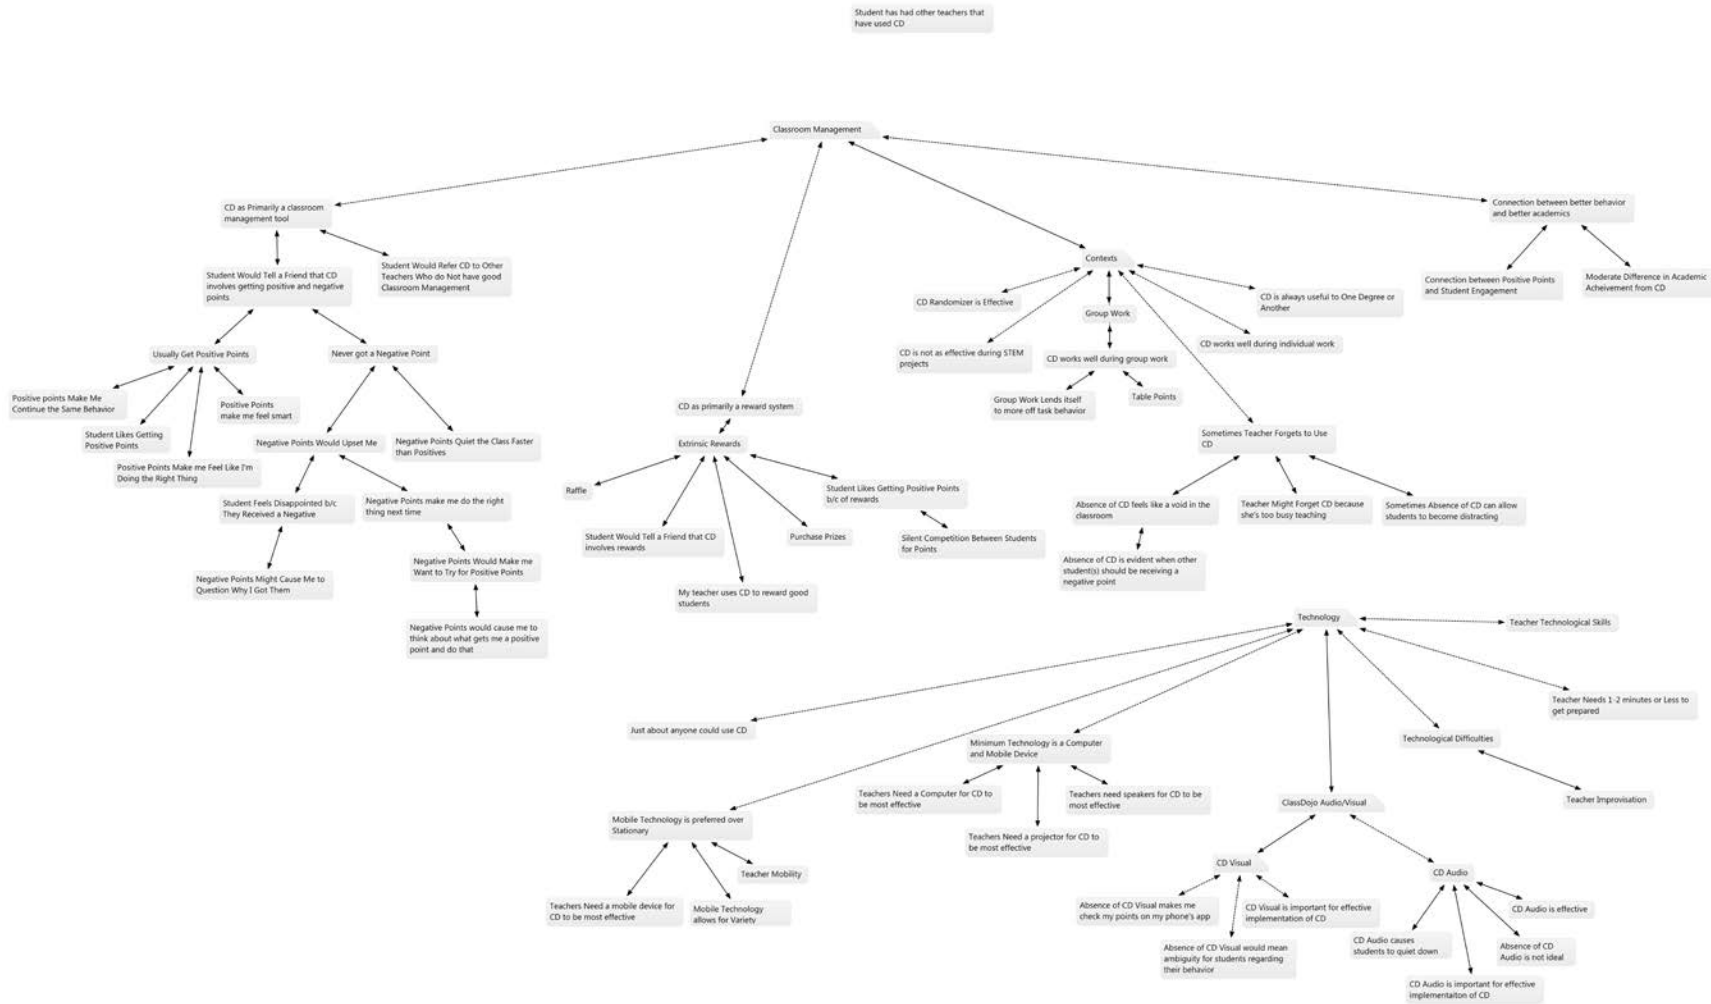 Student has had other teachers that
have used CD
Classroom Management
CD as Primarily a classroom
management tool
Connection between better behavior
and better academics
Student Would Tell a Friend that CD
involves getting positive and negative
points
Student Would Refer CD to Other
Teachers Who do Not have good
Classroom Management
Contexts
Connection between Positive Points
and Student Engagement
Moderate Difference in Academic
Acheivement from CD
CD Randomizer is Effective
CD is always useful to One Degree or
Another
Group Work
CD is not as effective during STEM
projects
CD works well during individual work
CD works well during group work
Group Work Lends itself
to more off task behavior
Table Points
Usually Get Positive Points
Never got a Negative Point
Positive points Make Me
Continue the Same Behavior
Positive Points
make me feel smart
Student Likes Getting
Positive Points
Positive Points Make me Feel Like I'm
Doing the Right Thing
Negative Points Would Upset Me
Negative Points Quiet the Class Faster
than Positives
Student Feels Disappointed b/c
They Received a Negative
Negative Points make me do the right
thing next time
Negative Points Might Cause Me to
Question Why I Got Them
Negative Points Would Make me
Want to Try for Positive Points
Negative Points would cause me to
think about what gets me a positive
point and do that
CD as primarily a reward system
Extrinsic Rewards
Raffle
Student Likes Getting Positive Points
b/c of rewards
Student Would Tell a Friend that CD
involves rewards
Purchase Prizes
Silent Competition Between Students
for Points
My teacher uses CD to reward good
students
Sometimes Teacher Forgets to Use
CD
Absence of CD feels like a void in the
classroom
Teacher Might Forget CD because
she's too busy teaching
Sometimes Absence of CD can allow
students to become distracting
Absence of CD is evident when other
student(s) should be receiving a
negative point
Technology
Teacher Technological Skills
Teacher Needs 1-2 minutes or Less to
get prepared
Just about anyone could use CD
Minimum Technology is a Computer
and Mobile Device
Technological Difficulties
Teachers Need a Computer for CD to
be most effective
Teachers need speakers for CD to be
most effective
Teachers Need a projector for CD to
be most effective
Teacher Improvisation
ClassDojo Audio/Visual
Mobile Technology is preferred over
Stationary
Teacher Mobility
Teachers Need a mobile device for
CD to be most effective
Mobile Technology
allows for Variety
CD Visual
CD Audio
Absence of CD Visual makes me
check my points on my phone's app
CD Visual is important for effective
implementation of CD
Absence of CD Visual would mean
ambiguity for students regarding
their behavior
CD Audio is effective
CD Audio causes
students to quiet down
Absence of CD
Audio is not ideal
CD Audio is important for effective
implementaiton of CD